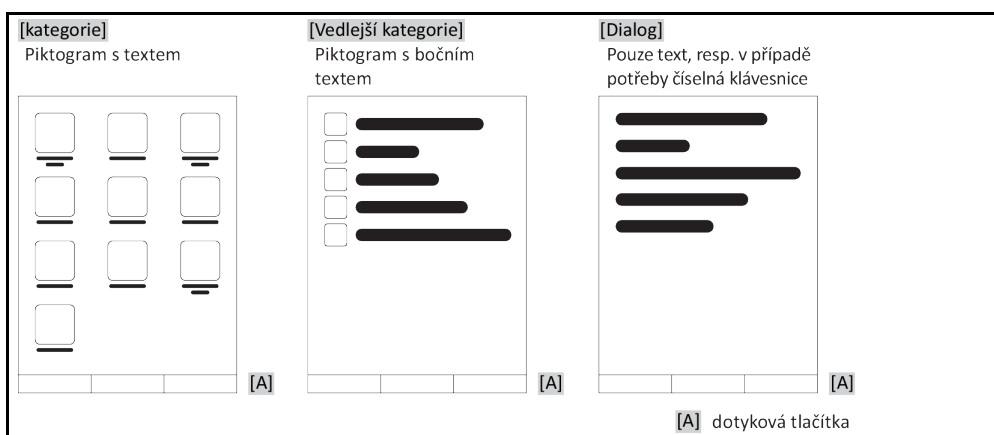 [kategorie]
Piktogram s textem
[Vedlejší kategorie]
Piktogram s bočním
textem
[Dialog]
Pouze text, resp. v případě
potřeby číselná klávesnice
[A]
[A]
[A]
[A] dotyková tlačítka